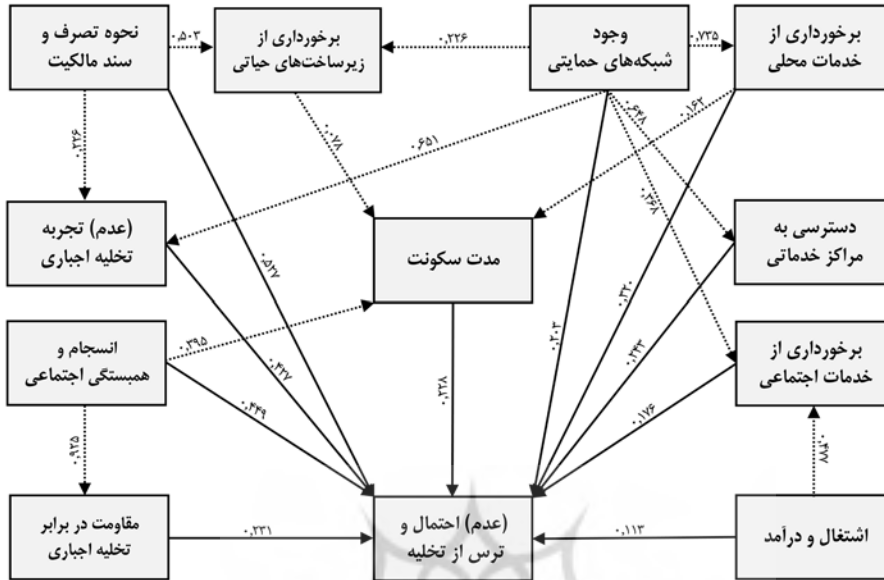 نحوه تصرف و
سند مالکیت
۰٫۵۰۳
برخورداری از
زیرساخت‌های حیاتی
۰٫۲۲۶
وجود
شبکه‌های حمایتی
۰٫۷۳۵
برخورداری از
خدمات محلی
۰٫۲۲۶
۰٫۰۷۸
۰٫۶۵۱
۰٫۶۴۸
۰٫۱۶۲
۰٫۳۶۸
(عدم) تجربه
تخلیه اجباری
مدت سکونت
دسترسی به
مراکز خدماتی
۰٫۵۲۷
۰٫۳۲۰
۰٫۲۰۳
۰٫۲۴۳
انسجام و
همبستگی اجتماعی
۰٫۳۹۵
۰٫۴۲۷
۰٫۲۲۸
برخورداری از
خدمات اجتماعی
۰٫۴۴۹
۰٫۱۷۶
۰٫۹۲۵
۰٫۴۷۷
مقاومت در برابر
تخلیه اجباری
۰٫۲۳۱
(عدم) احتمال و
ترس از تخلیه
۰٫۱۱۳
اشتغال و درآمد